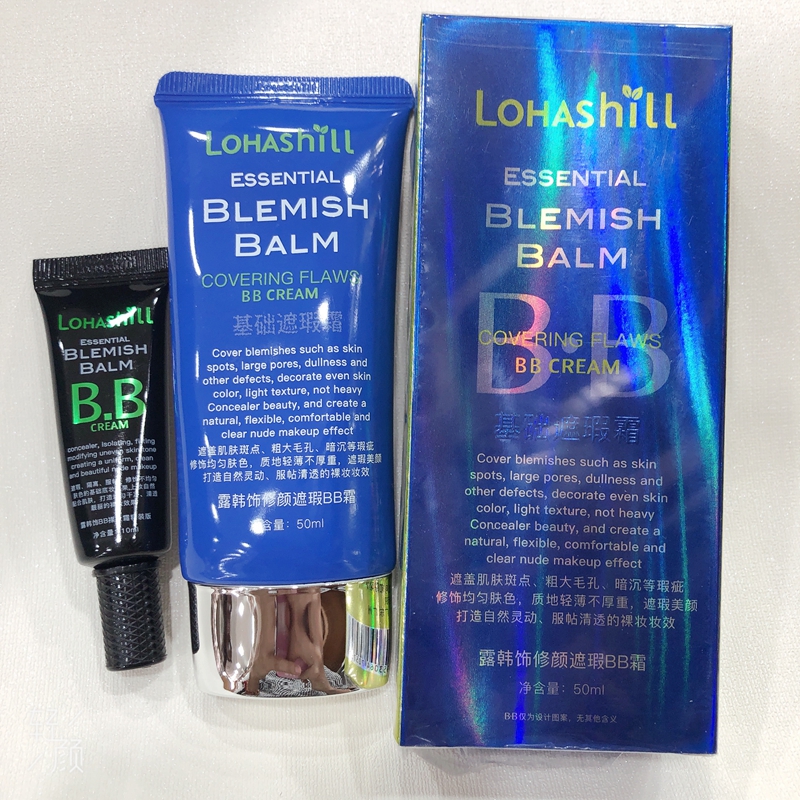 LOHAShill
ESSENTIAL
BLEMISH
BALM
B.B
CREAM
concealer, isolating, fitting
modifying uneven skin tone
creating a uniform, clean
and beautiful nude makeup
LOHAShill
ESSENTIAL
BLEMISH
BALM
COVERING FLAWS
BB CREAM
基础遮瑕霜
Cover blemishes such as skin
spots, large pores, dullness and
other defects, decorate even skin
color, light texture, not heavy
Concealer beauty, and create a
natural, flexible, comfortable and
clear nude makeup effect
遮盖肌肤斑点、粗大毛孔、暗沉等瑕疵
修饰均匀肤色，质地轻薄不厚重，遮瑕美颜
打造自然灵动、服帖清透的裸妆妆效
露韩饰修颜遮瑕BB霜
净含量：50ml
LOHAShill
ESSENTIAL
BLEMISH
BALM
B.B
COVERING FLAWS
BB CREAM
基础遮瑕霜
Cover blemishes such as skin
spots, large pores, dullness and
other defects, decorate even skin
color, light texture, not heavy
Concealer beauty, and create a
natural, flexible, comfortable and
clear nude makeup effect
遮盖肌肤斑点、粗大毛孔、暗沉等瑕疵
修饰均匀肤色，质地轻薄不厚重，遮瑕美颜
打造自然灵动、服帖清透的裸妆妆效
露韩饰修颜遮瑕BB霜
净含量：50ml
BB仅为设计图案，无其他含义